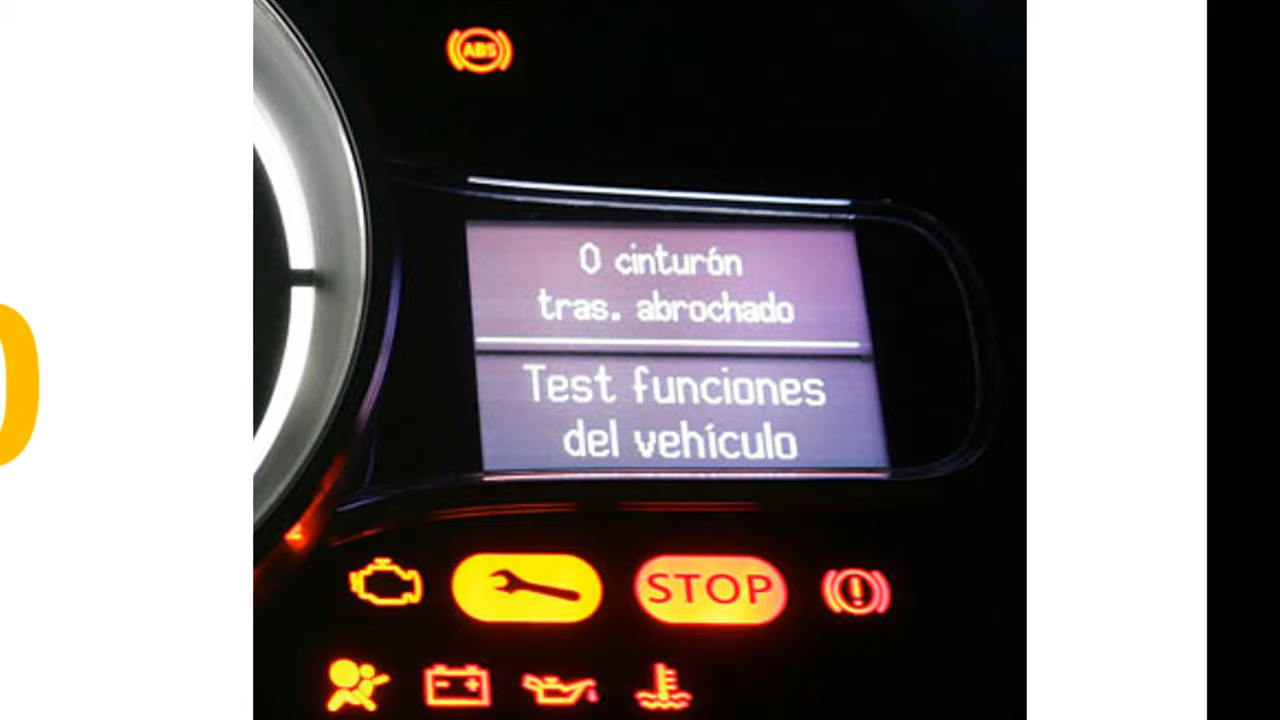 ABS
0 cinturón
tras. abrochado
Test funciones
del vehículo
STOP